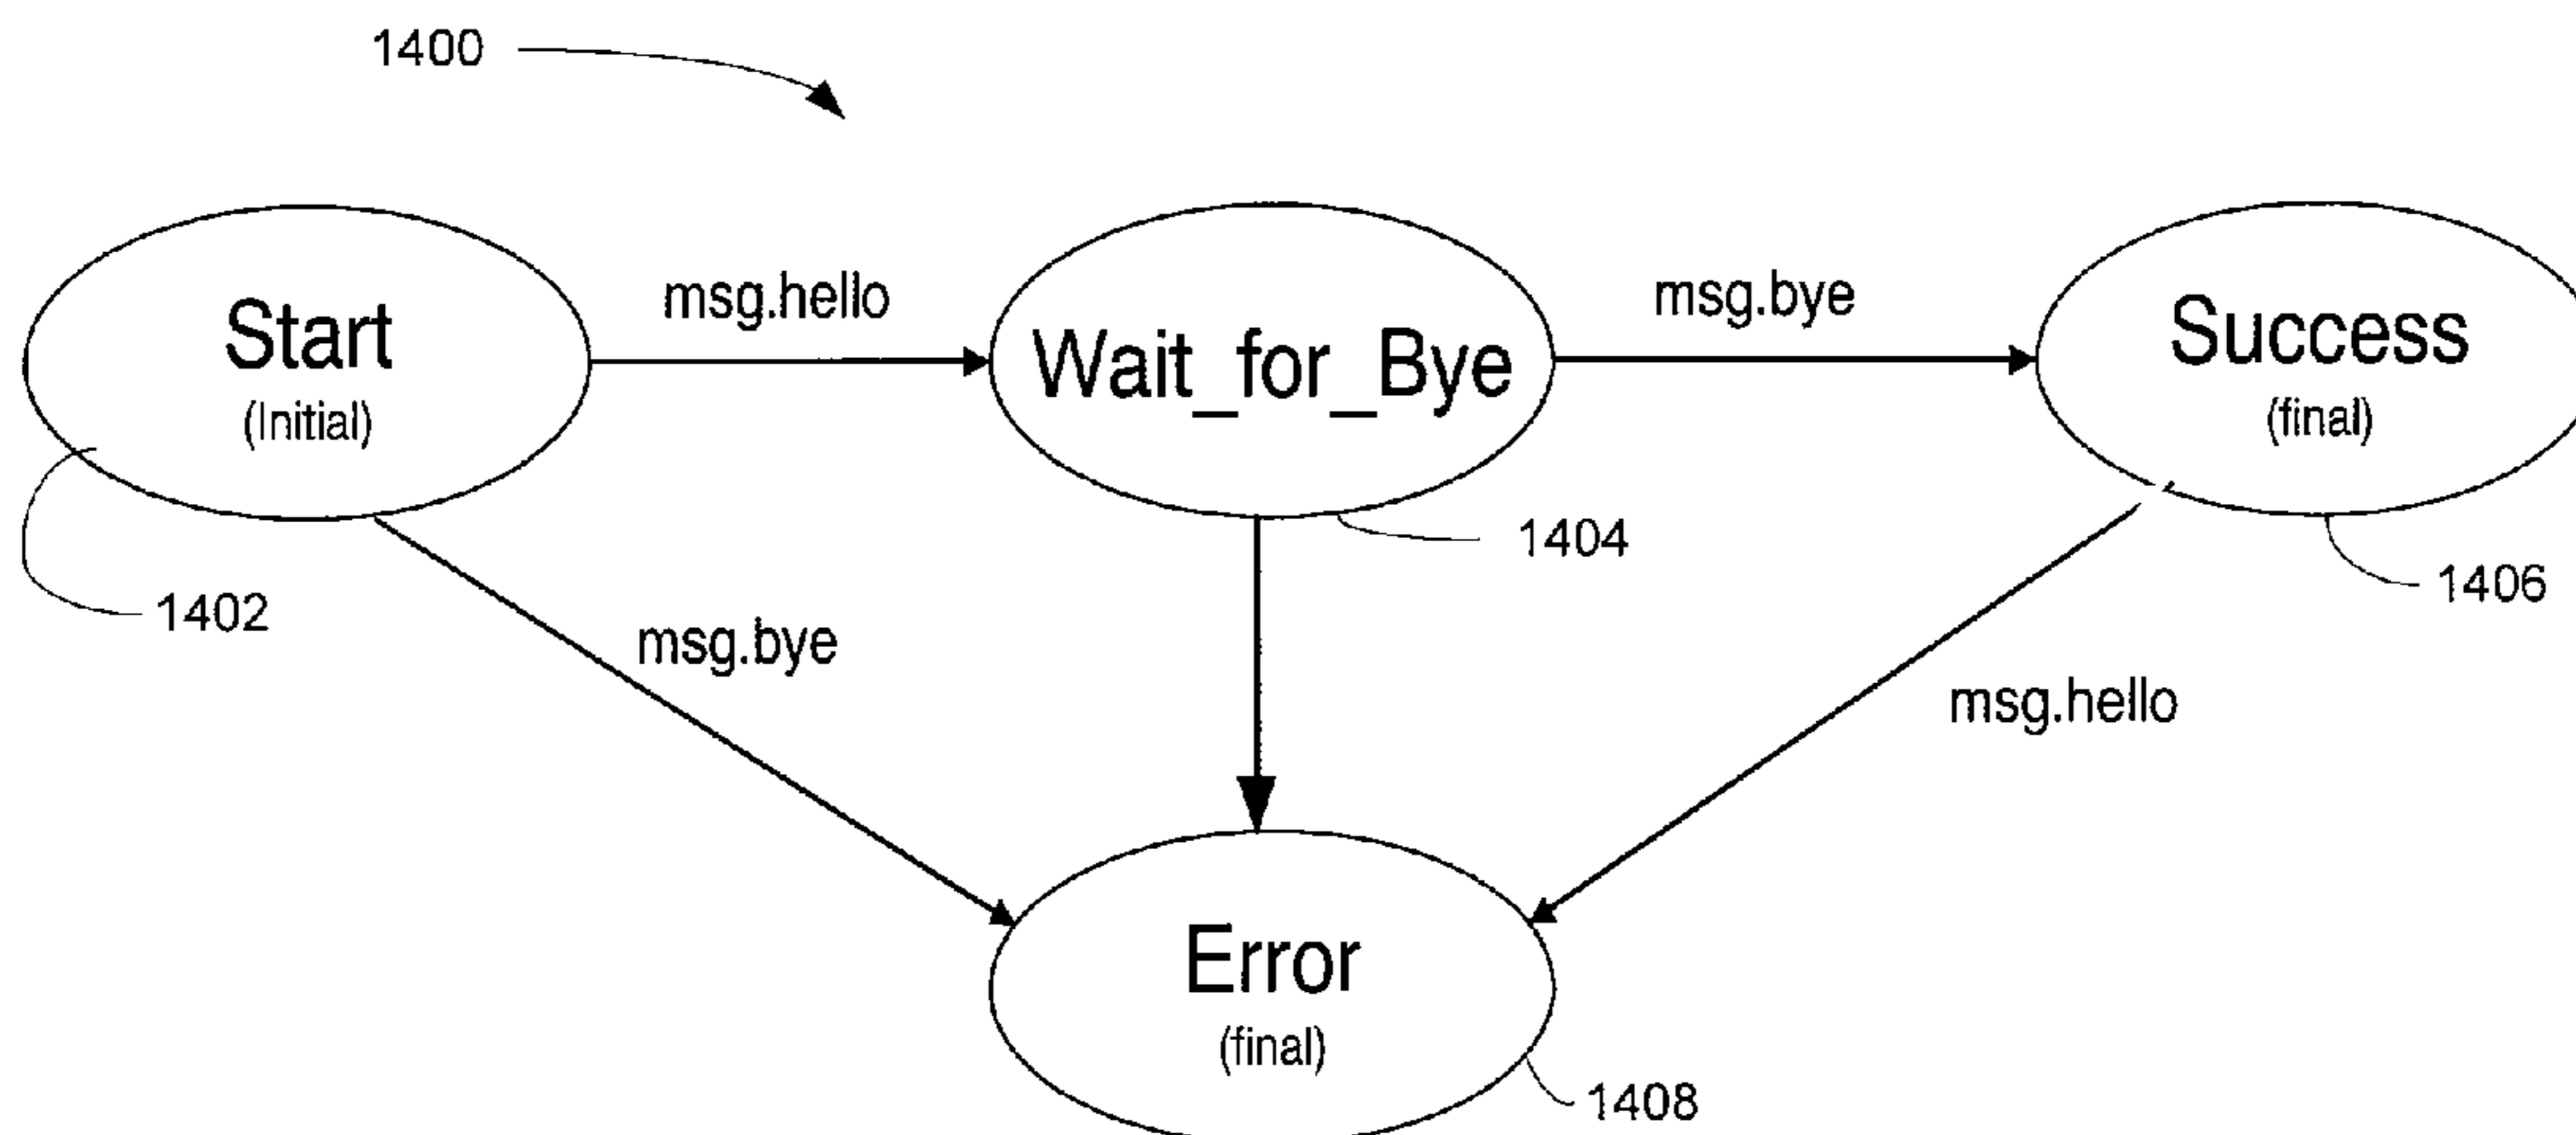 1400
Start
(Initial)
msg.hello
Wait_for_Bye
msg.bye
Success
(final)
1402
msg.bye
1404
1406
msg.hello
Error
(final)
1408